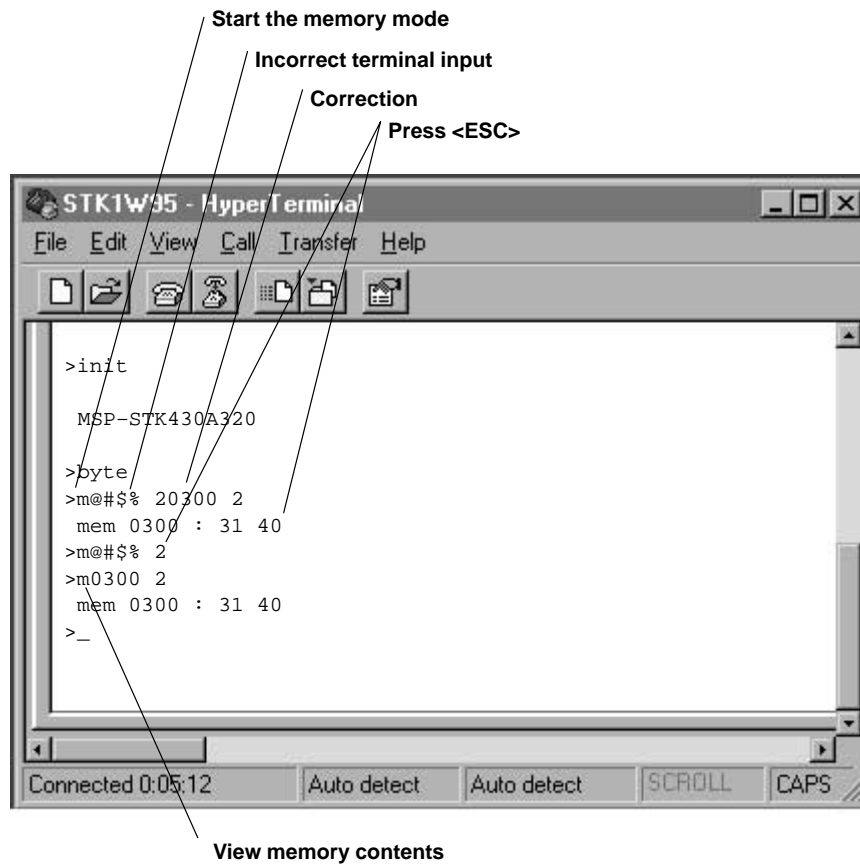 Start the memory mode
Incorrect terminal input
Correction
Press <ESC>
STK1W95 - HyperTerminal
File Edit View Call Transfer Help
>init
MSP-STK430A320
>byte
>m@#$% 20300 2
mem 0300 : 31 40
>m@#$% 2
>m0300 2
mem 0300 : 31 40
>_
Connected 0:05:12 Auto detect Auto detect SCROLL CAPS
View memory contents